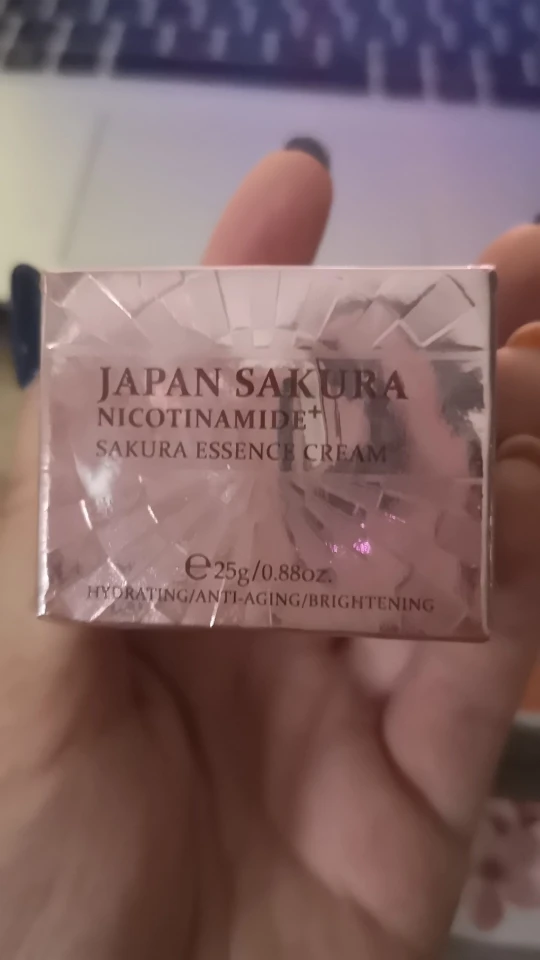 JAPAN SAKURA
NICOTINAMIDE+
SAKURA ESSENCE CREAM
℮25g/0.88oz.
HYDRATING/ANTI-AGING/BRIGHTENING